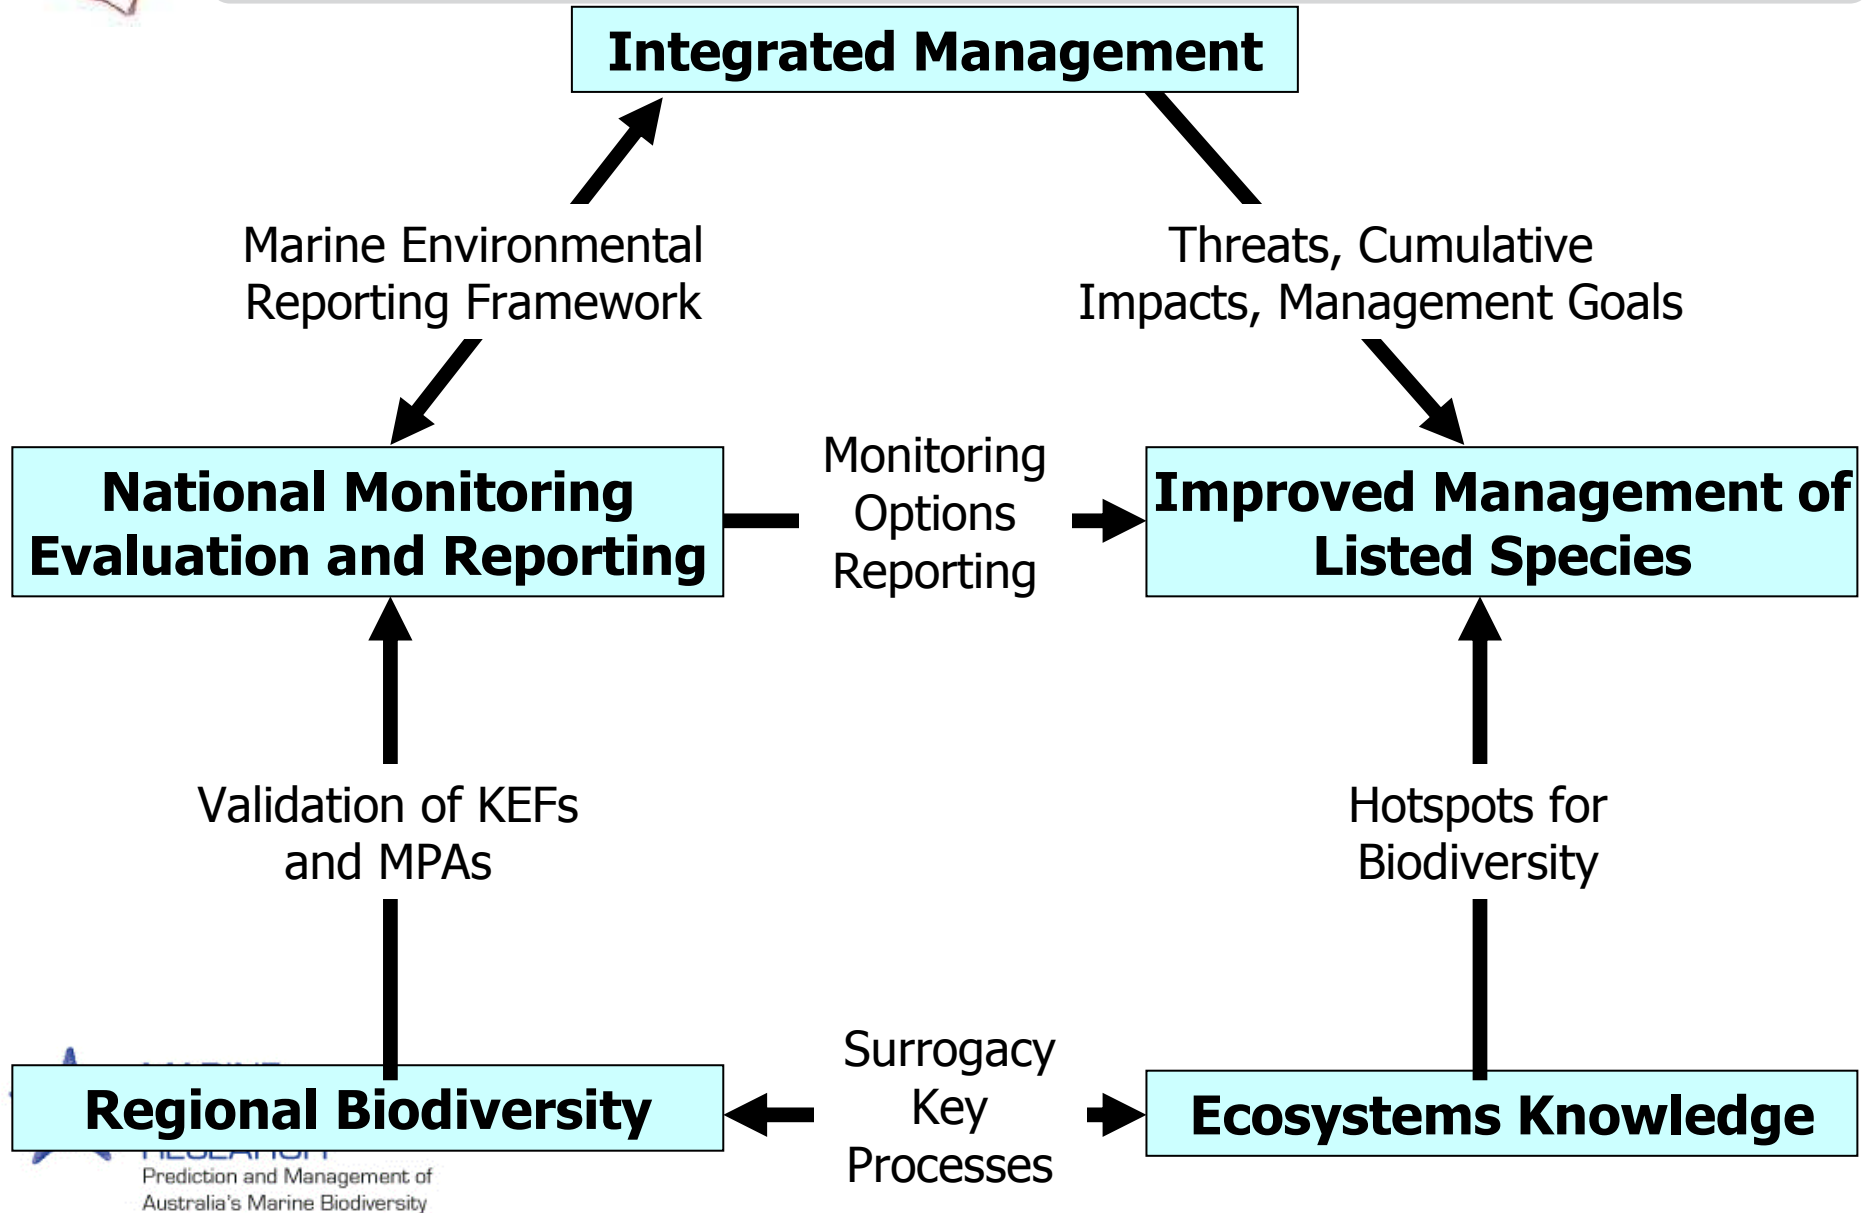 Integrated Management
Marine Environmental
Reporting Framework
Threats, Cumulative
Impacts, Management Goals
National Monitoring
Evaluation and Reporting
Monitoring
Options
Reporting
Improved Management of
Listed Species
Validation of KEFs
and MPAs
Hotspots for
Biodiversity
Regional Biodiversity
Surrogacy
Key
Processes
Ecosystems Knowledge
Prediction and Management of
Australia's Marine Biodiversity